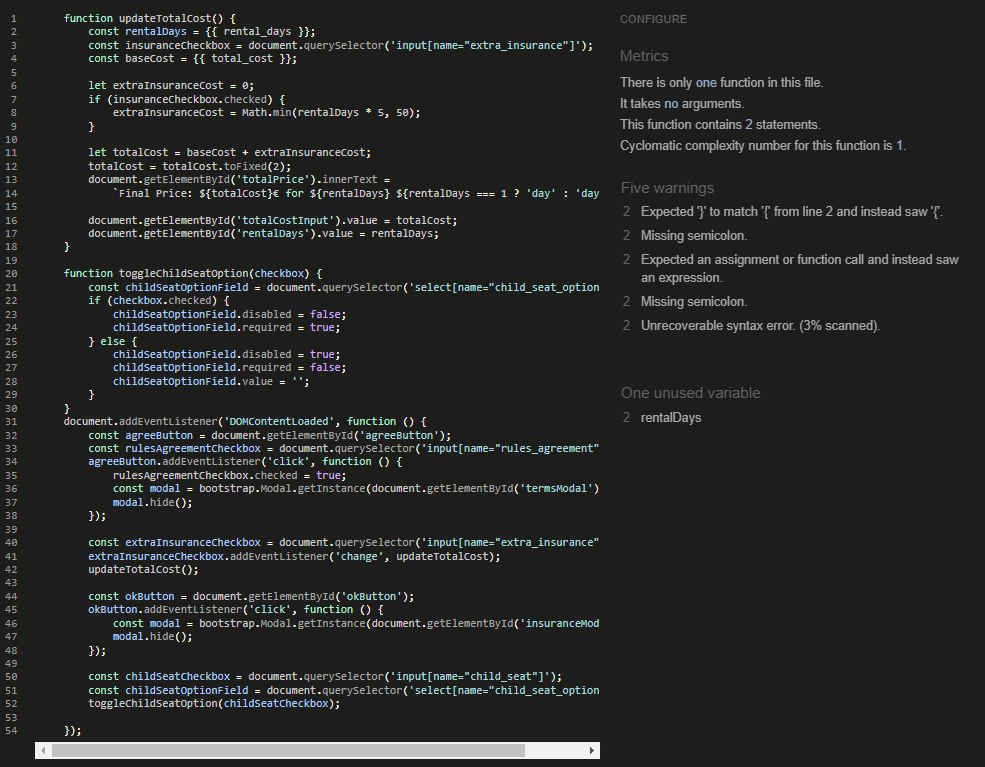 1 function updateTotalCost() {
2 const rentalDays = {{ rental_days }};
3 const insuranceCheckbox = document.querySelector('input[name="extra_insurance"]');
4 const baseCost = {{ total_cost }};
5
6 let extraInsuranceCost = 0;
7 if (insuranceCheckbox.checked) {
8 extraInsuranceCost = Math.min(rentalDays * 5, 50);
9 }
10
11 let totalCost = baseCost + extraInsuranceCost;
12 totalCost = totalCost.toFixed(2);
13 document.getElementById('totalPrice').innerText =
14 `Final Price: ${totalCost}€ for ${rentalDays} ${rentalDays === 1 ? 'day' : 'day
15
16 document.getElementById('totalCostInput').value = totalCost;
17 document.getElementById('rentalDays').value = rentalDays;
18 }
19
20 function toggleChildSeatOption(checkbox) {
21 const childSeatOptionField = document.querySelector('select[name="child_seat_option
22 if (checkbox.checked) {
23 childSeatOptionField.disabled = false;
24 childSeatOptionField.required = true;
25 } else {
26 childSeatOptionField.disabled = true;
27 childSeatOptionField.required = false;
28 childSeatOptionField.value = '';
29 }
30 }
31 document.addEventListener('DOMContentLoaded', function () {
32 const agreeButton = document.getElementById('agreeButton');
33 const rulesAgreementCheckbox = document.querySelector('input[name="rules_agreement"
34 agreeButton.addEventListener('click', function () {
35 rulesAgreementCheckbox.checked = true;
36 const modal = bootstrap.Modal.getInstance(document.getElementById('termsModal')
37 modal.hide();
38 });
39
40 const extraInsuranceCheckbox = document.querySelector('input[name="extra_insurance"
41 extraInsuranceCheckbox.addEventListener('change', updateTotalCost);
42 updateTotalCost();
43
44 const okButton = document.getElementById('okButton');
45 okButton.addEventListener('click', function () {
46 const modal = bootstrap.Modal.getInstance(document.getElementById('insuranceMod
47 modal.hide();
48 });
49
50 const childSeatCheckbox = document.querySelector('input[name="child_seat"]');
51 const childSeatOptionField = document.querySelector('select[name="child_seat_option
52 toggleChildSeatOption(childSeatCheckbox);
53
54 });
CONFIGURE
Metrics
There is only one function in this file.
It takes no arguments.
This function contains 2 statements.
Cyclomatic complexity number for this function is 1.
Five warnings
2 Expected '}' to match '{' from line 2 and instead saw '{'.
2 Missing semicolon.
2 Expected an assignment or function call and instead saw
an expression.
2 Missing semicolon.
2 Unrecoverable syntax error. (3% scanned).
One unused variable
2 rentalDays